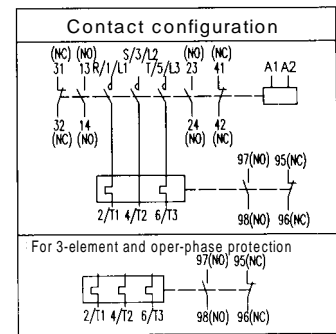 Contact configuration
(NC) (NO) S/3/L2 (NO) (NC)
31 13 R/1/L1 T/5/L3 23 41 A1 A2
32 14 24 42
(NC) (NO) (NO) (NC)
97(NO) 95(NC)
2/T1 4/T2 6/T3
98(NO) 96(NC)
For 3-element and oper-phase protection
97(NO) 95(NC)
2/T1 4/T2 6/T3
98(NO) 96(NC)